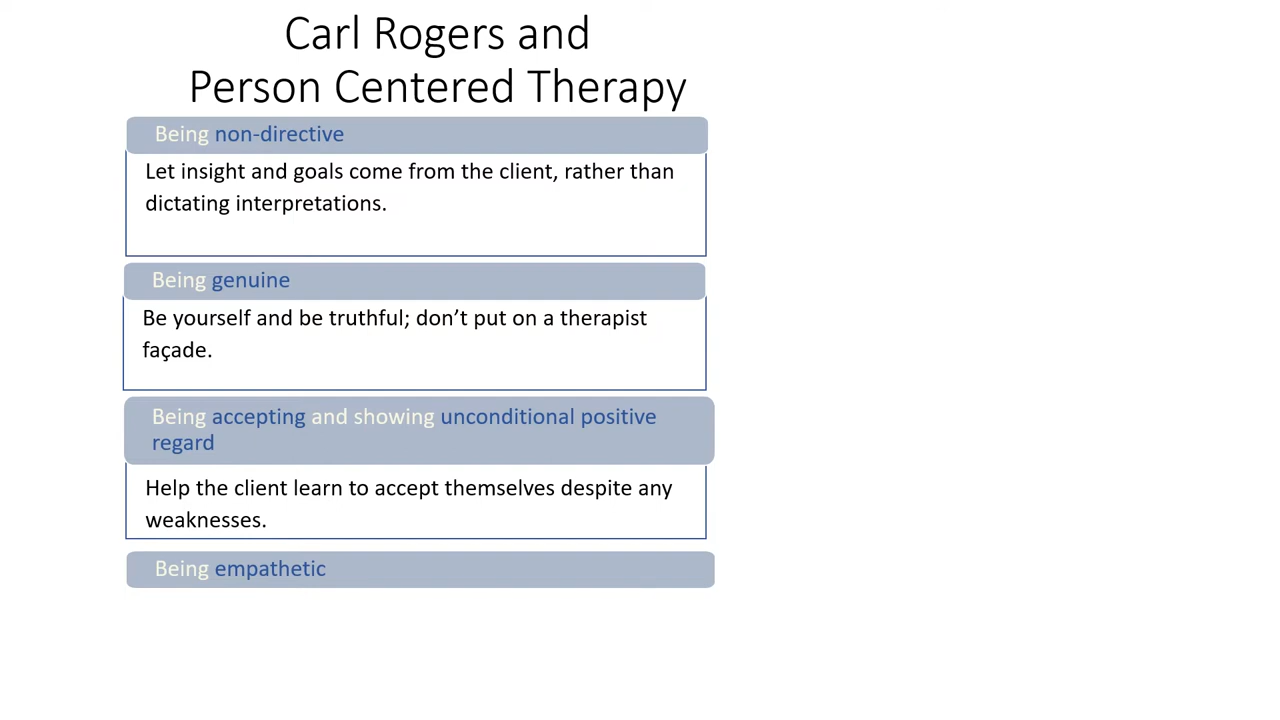 Carl Rogers and
Person Centered Therapy
Being non-directive
Let insight and goals come from the client, rather than
dictating interpretations.
Being genuine
Be yourself and be truthful; don’t put on a therapist
façade.
Being accepting and showing unconditional positive
regard
Help the client learn to accept themselves despite any
weaknesses.
Being empathetic